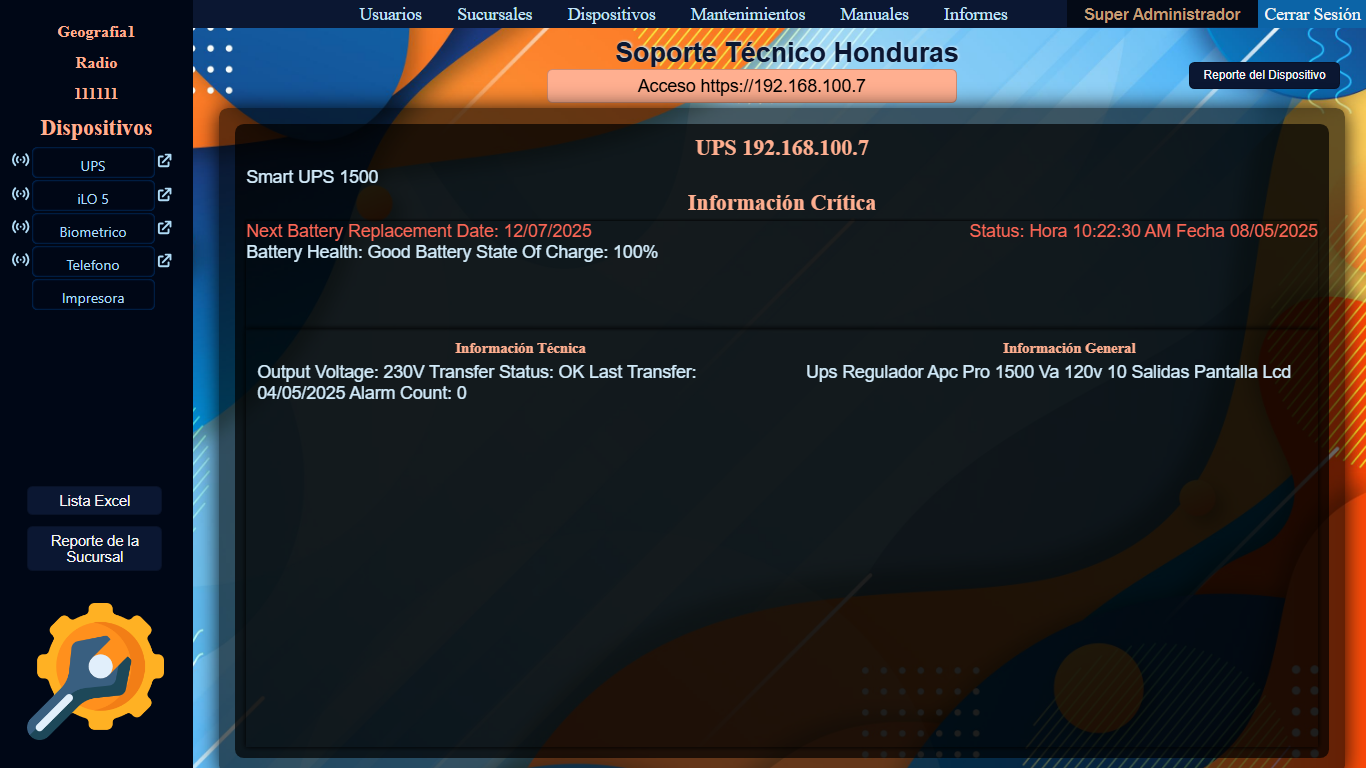 Usuarios Sucursales Dispositivos Mantenimientos Manuales Informes Super Administrador Cerrar Sesión
Geografia1
Radio
111111
Dispositivos
UPS
iLO 5
Biometrico
Telefono
Impresora
Lista Excel
Reporte de la
Sucursal
Soporte Técnico Honduras
Acceso https://192.168.100.7
Reporte del Dispositivo
UPS 192.168.100.7
Smart UPS 1500
Información Crítica
Next Battery Replacement Date: 12/07/2025 Status: Hora 10:22:30 AM Fecha 08/05/2025
Battery Health: Good Battery State Of Charge: 100%
Información Técnica
Output Voltage: 230V Transfer Status: OK Last Transfer:
04/05/2025 Alarm Count: 0
Información General
Ups Regulador Apc Pro 1500 Va 120v 10 Salidas Pantalla Lcd